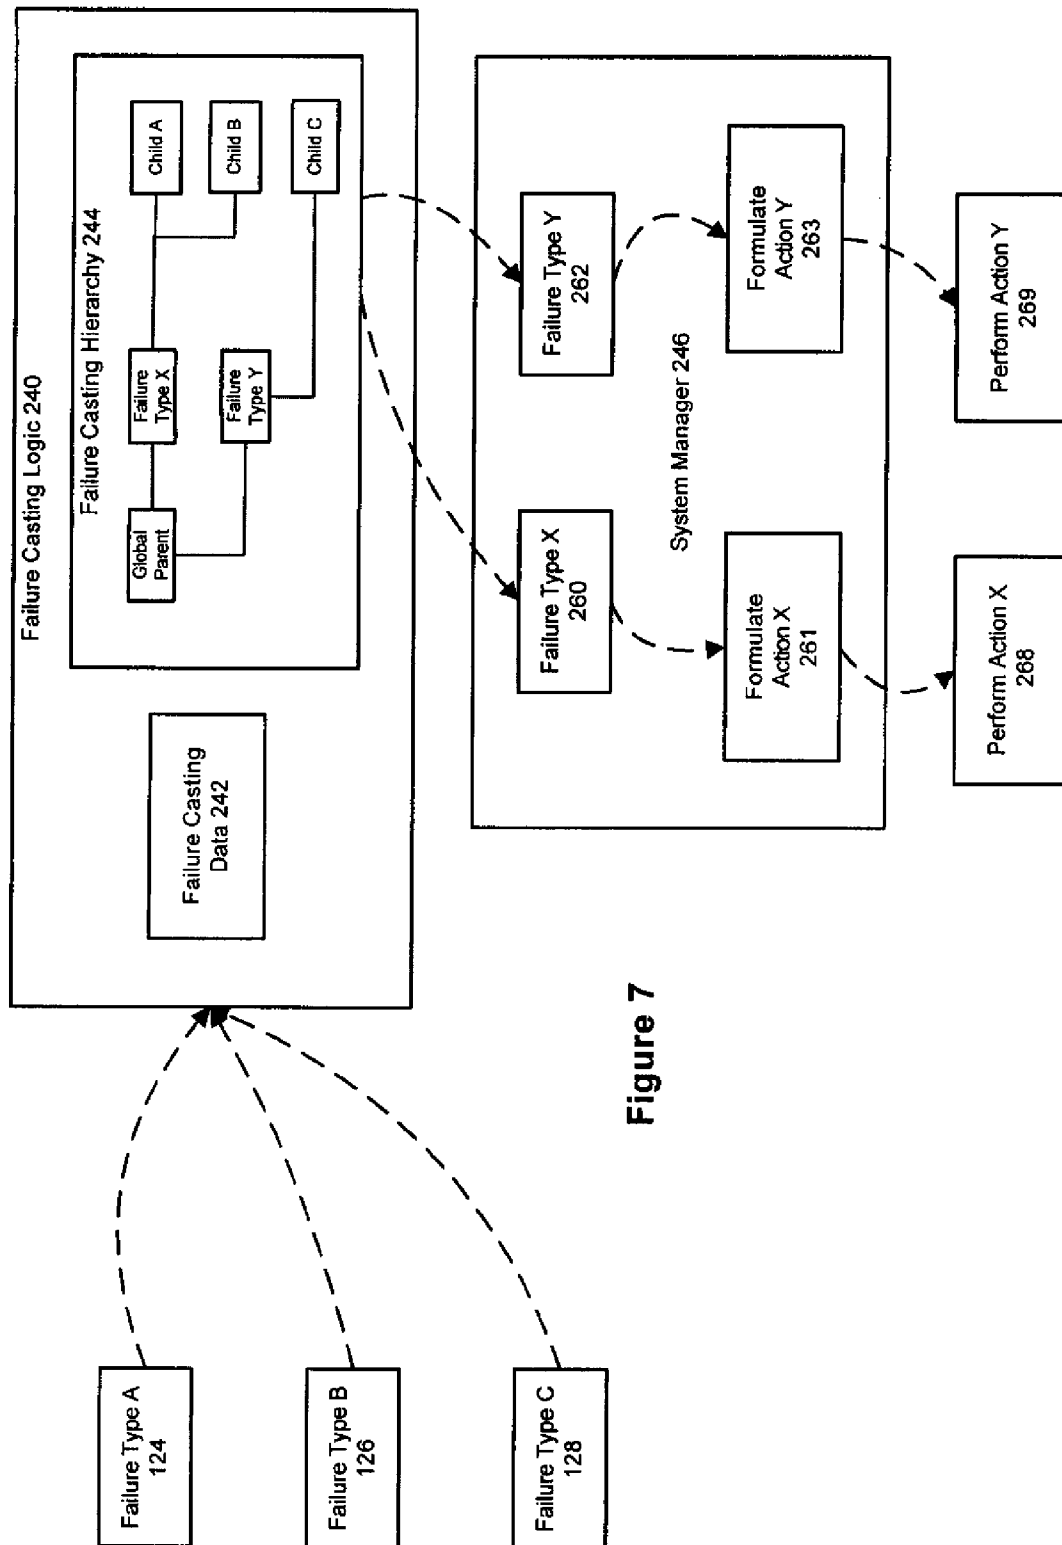 Failure Type A
124
Failure Type B
126
Failure Type C
128
Failure Casting Logic 240
Failure Casting
Data 242
Failure Casting Hierarchy 244
Global
Parent
Failure
Type X
Failure
Type Y
Child A
Child B
Child C
Failure Type X
260
Failure Type Y
262
System Manager 246
Formulate
Action X
261
Formulate
Action Y
263
Perform Action X
268
Perform Action Y
269
Figure 7